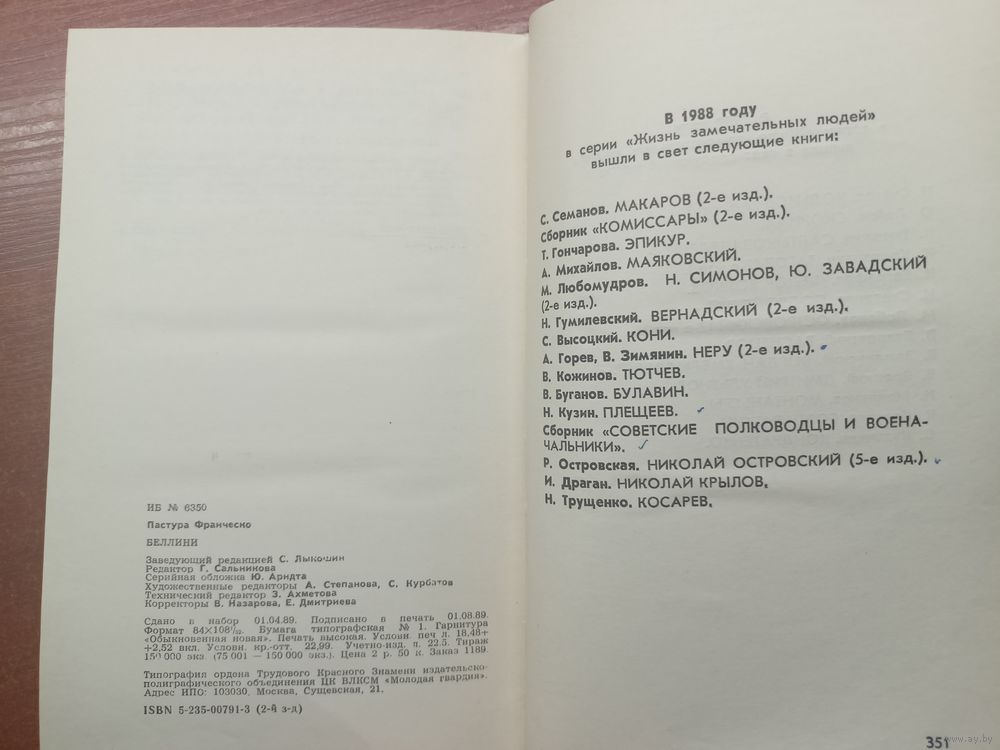 ИБ № 6350
Пастура Франческо
БЕЛЛИНИ
Заведующий редакцией С. Лыкошин
Редактор Г. Сальникова
Серийная обложка Ю. Арндта
Художественные редакторы А. Степанова, С. Курбатов
Технический редактор З. Ахметова
Корректоры В. Назарова, Е. Дмитриева
Сдано в набор 01.04.89. Подписано в печать 01.08.89.
Формат 84×108¹/₃₂. Бумага типографская № 1. Гарнитура
«Обыкновенная новая». Печать высокая. Условн. печ л. 18,48+
+2,52 вкл. Условн. кр.-отт. 22,99. Учетно-изд. л. 22,5. Тираж
150 000 экз. (75 001 — 150 000 экз.). Цена 2 р. 50 к. Заказ 1189.
Типография ордена Трудового Красного Знамени издательско-
полиграфического объединения ЦК ВЛКСМ «Молодая гвардия».
Адрес ИПО: 103030, Москва, Сущевская, 21.
ISBN 5-235-00791-3 (2-й з-д)
В 1988 году
в серии «Жизнь замечательных людей»
вышли в свет следующие книги:
С. Семанов. МАКАРОВ (2-е изд.).
Сборник «КОМИССАРЫ» (2-е изд.).
Т. Гончарова. ЭПИКУР.
А. Михайлов. МАЯКОВСКИЙ.
М. Любомудров. Н. СИМОНОВ, Ю. ЗАВАДСКИЙ
(2-е изд.).
Н. Гумилевский. ВЕРНАДСКИЙ (2-е изд.).
С. Высоцкий. КОНИ.
А. Горев, В. Зимянин. НЕРУ (2-е изд.).
В. Кожинов. ТЮТЧЕВ.
В. Буганов. БУЛАВИН.
Н. Кузин. ПЛЕЩЕЕВ.
Сборник «СОВЕТСКИЕ ПОЛКОВОДЦЫ И ВОЕНА-
ЧАЛЬНИКИ».
Р. Островская. НИКОЛАЙ ОСТРОВСКИЙ (5-е изд.).
И. Драган. НИКОЛАЙ КРЫЛОВ.
Н. Трущенко. КОСАРЕВ.
351
www.ay.by